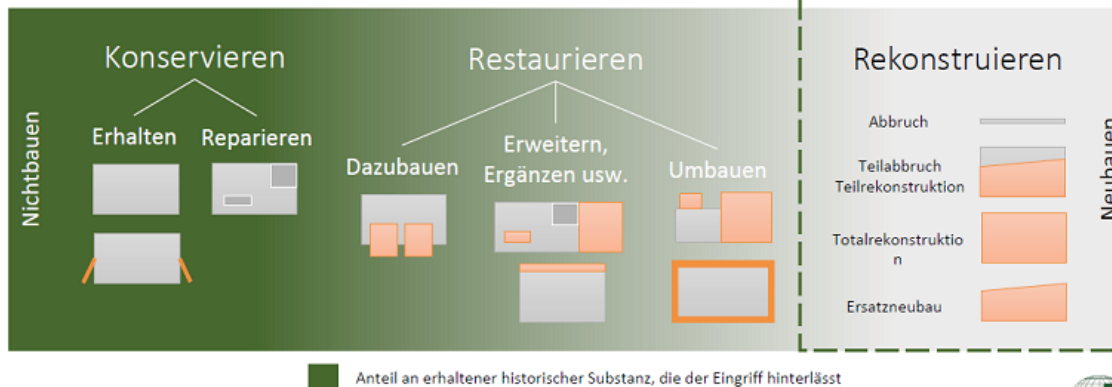 Konservieren
Restaurieren
Rekonstruieren
Nichtbauen
Erhalten
Reparieren
Dazubauen
Erweitern,
Ergänzen usw.
Umbauen
Abbruch
Teilabbruch
Teilrekonstruktion
Totalrekonstruktio
n
Ersatzneubau
Neubauen
Anteil an erhaltener historischer Substanz, die der Eingriff hinterlässt